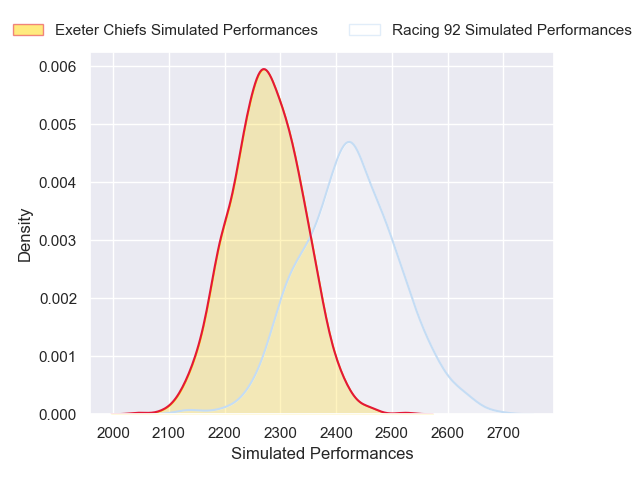 Exeter Chiefs Simulated Performances Racing 92 Simulated Performances
0.006
0.005
0.004
0.003
0.002
0.001
0.000
Density
2000 2100 2200 2300 2400 2500 2600 2700
Simulated Performances